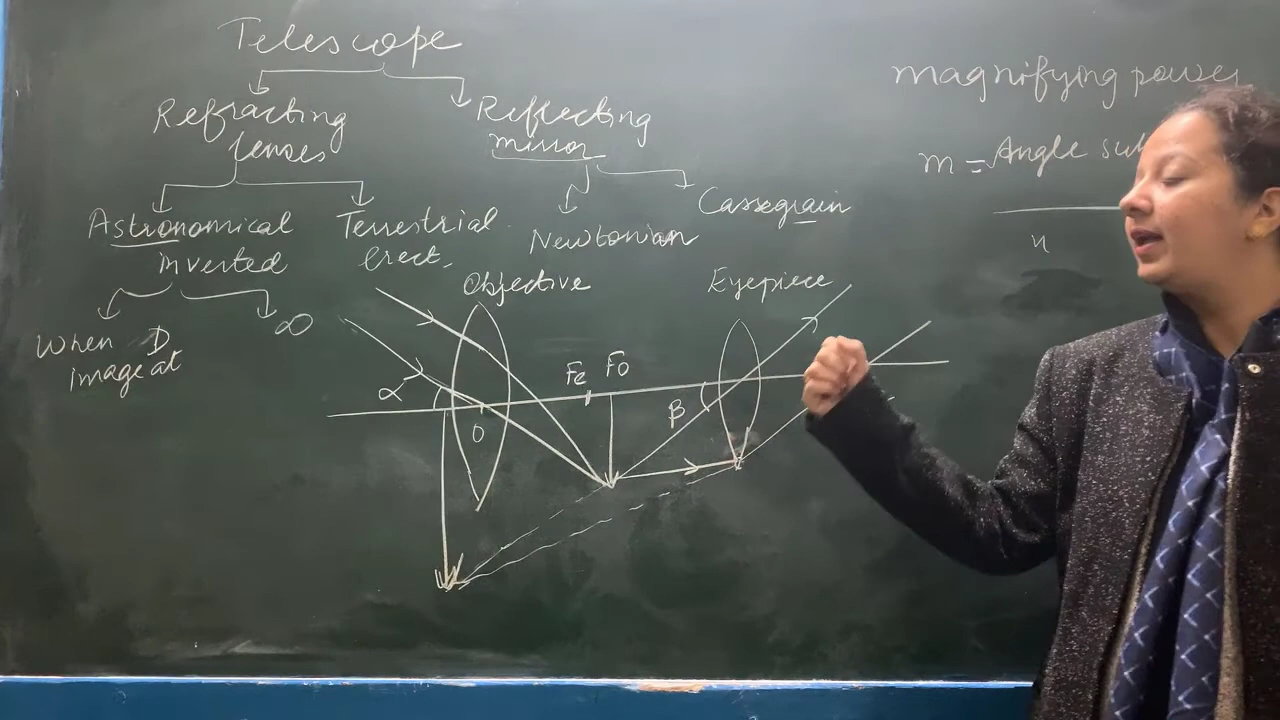 Telescope
Refracting
lenses
Reflecting
mirror
Astronomical
inverted
Terrestrial
erect.
Newtonian
Cassegrain
When D
image at
∞
Objective
Eyepiece
α
O
Fe
Fo
β
magnifying power
m = Angle sub
n